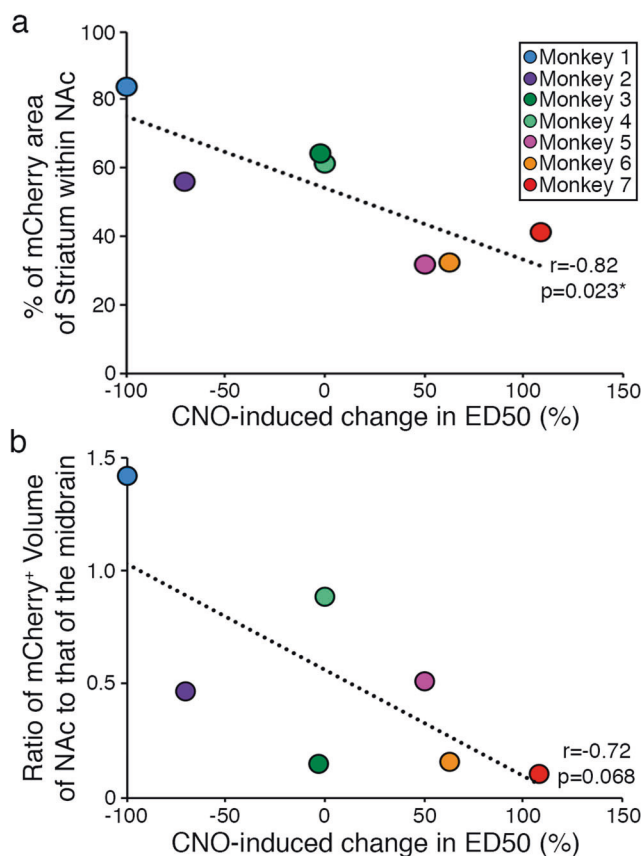 a
% of mCherry area
of Striatum within NAc
100
80
60
40
20
0
-100
-50
0
50
100
150
CNO-induced change in ED50 (%)
Monkey 1
Monkey 2
Monkey 3
Monkey 4
Monkey 5
Monkey 6
Monkey 7
r=-0.82
p=0.023*
b
Ratio of mCherry⁺ Volume
of NAc to that of the midbrain
1.5
1.0
0.5
0
-100
-50
0
50
100
150
CNO-induced change in ED50 (%)
r=-0.72
p=0.068